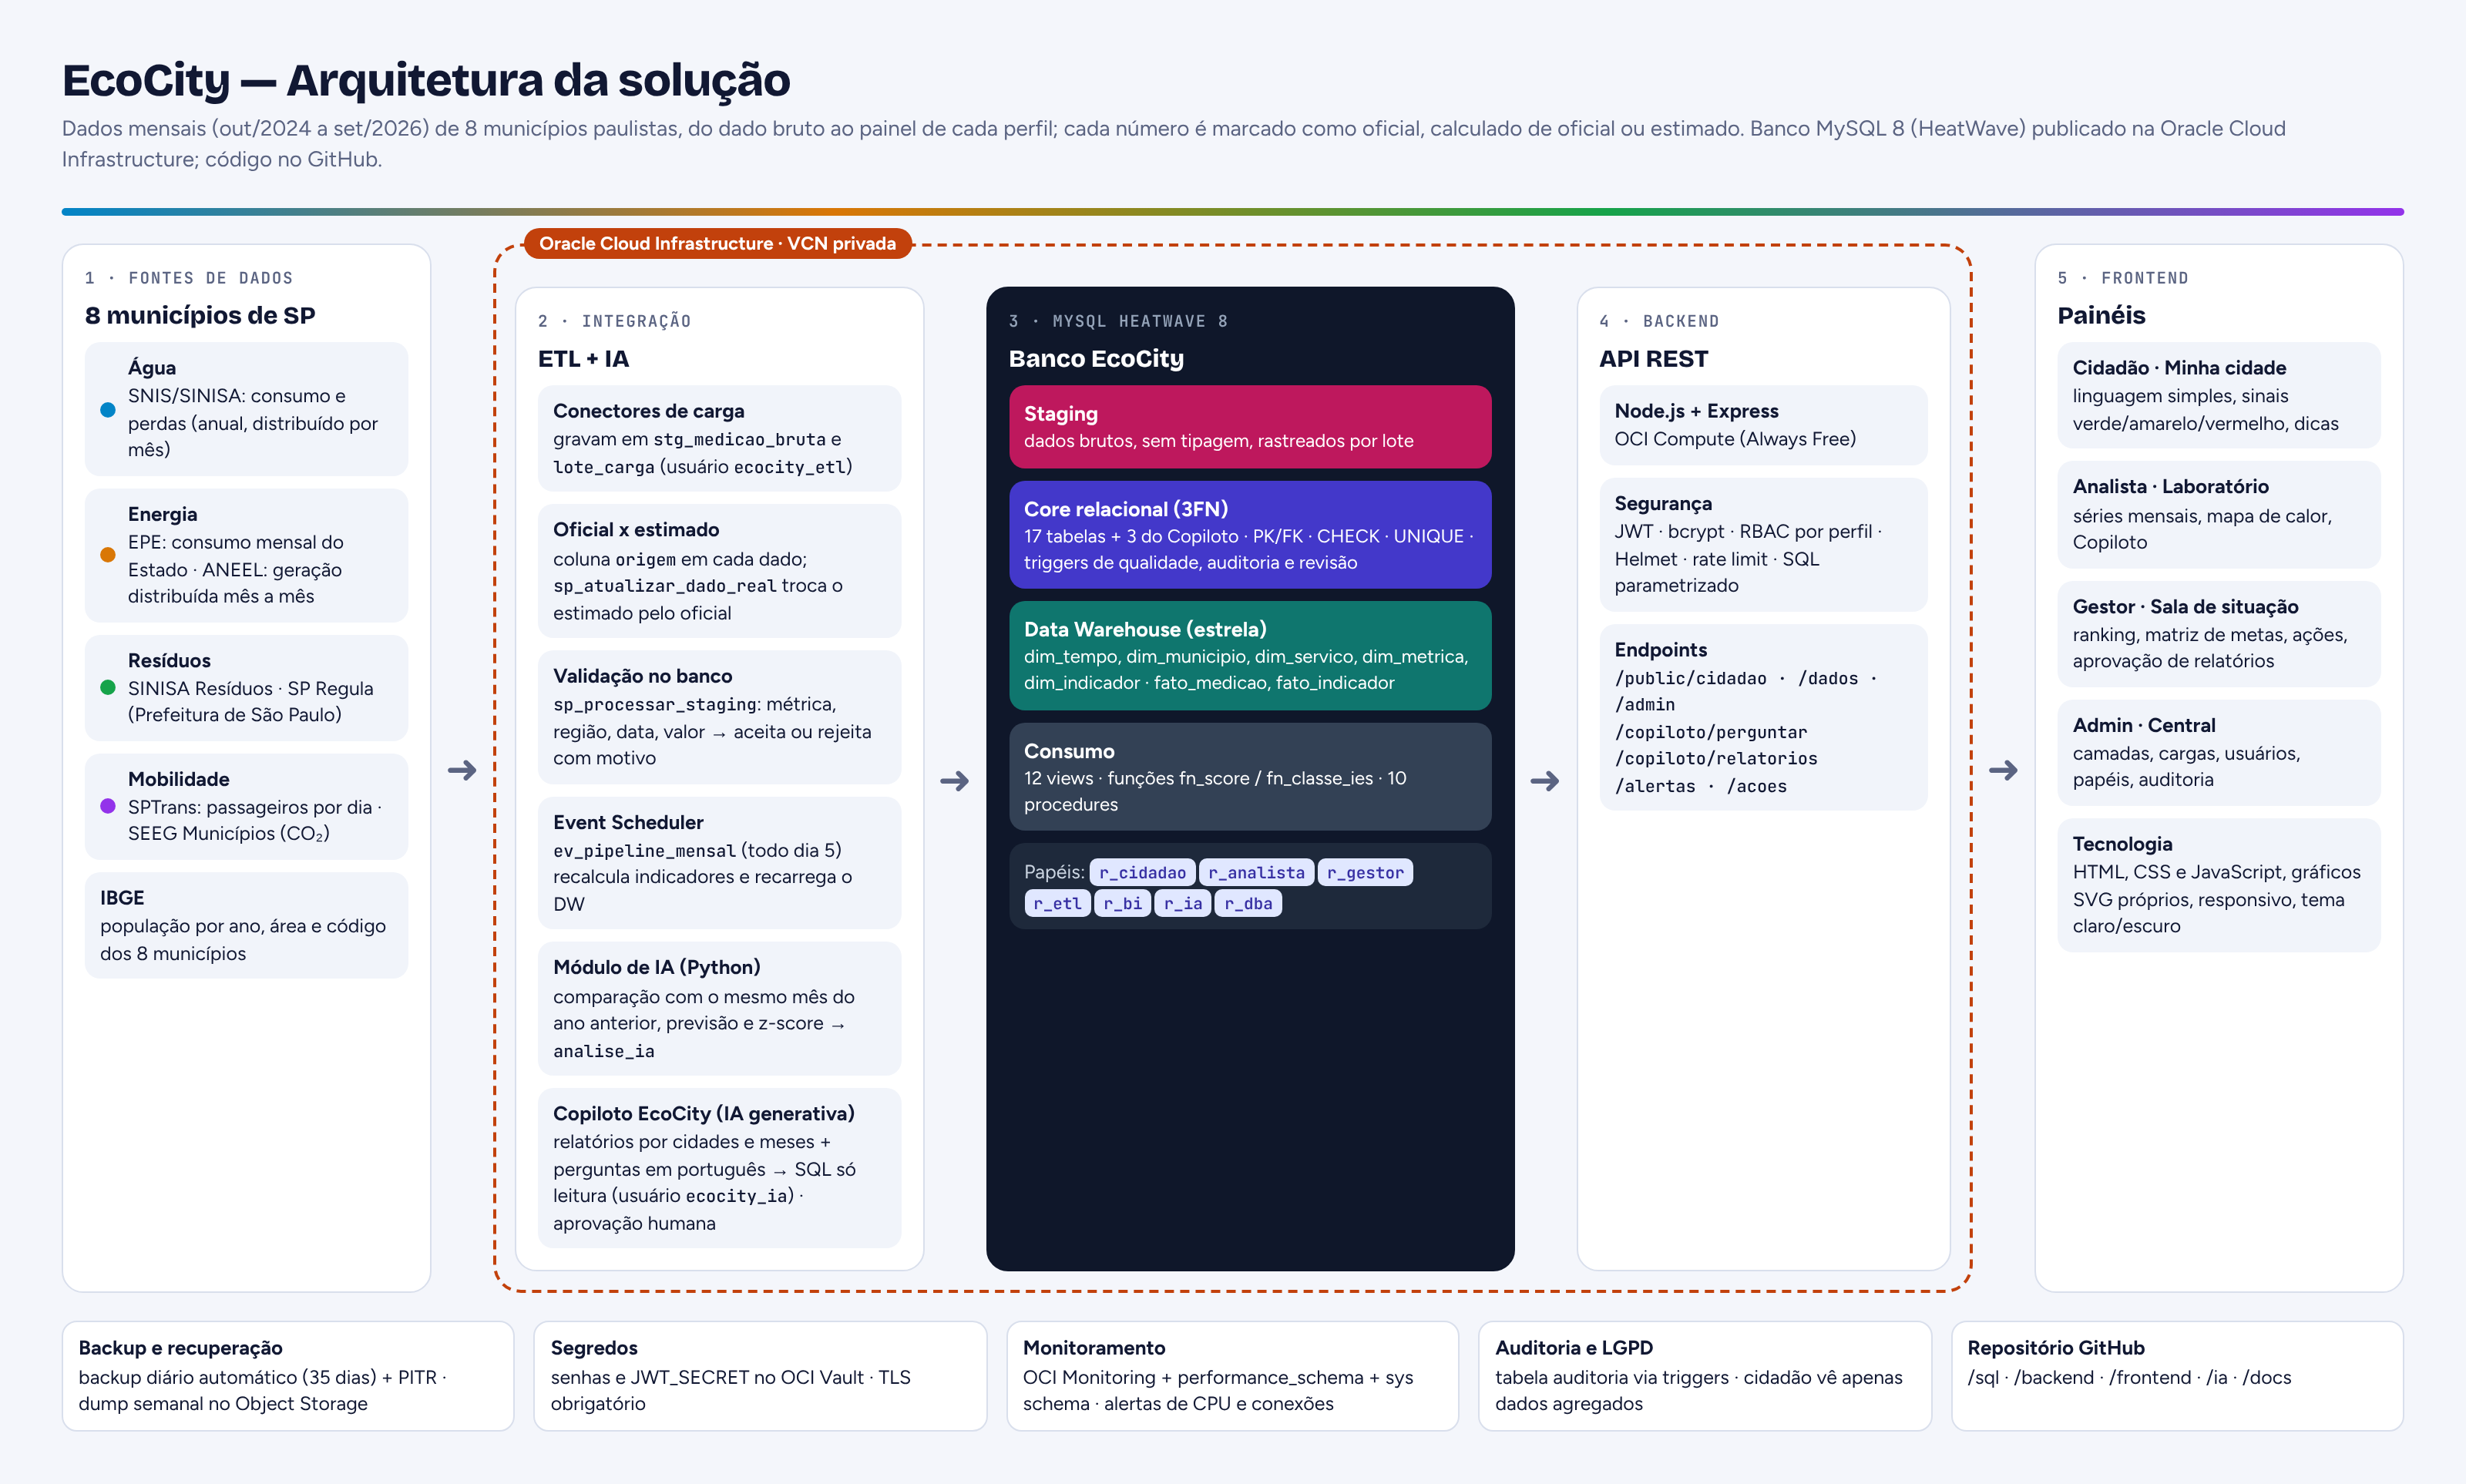 EcoCity — Arquitetura da solução
Dados mensais (out/2024 a set/2026) de 8 municípios paulistas, do dado bruto ao painel de cada perfil; cada número é marcado como oficial, calculado de oficial ou estimado. Banco MySQL 8 (HeatWave) publicado na Oracle Cloud
Infrastructure; código no GitHub.
1 · FONTES DE DADOS
8 municípios de SP
Água
SNIS/SINISA: consumo e
perdas (anual, distribuído por
mês)
Energia
EPE: consumo mensal do
Estado · ANEEL: geração
distribuída mês a mês
Resíduos
SINISA Resíduos · SP Regula
(Prefeitura de São Paulo)
Mobilidade
SPTrans: passageiros por dia ·
SEEG Municípios (CO₂)
IBGE
população por ano, área e código
dos 8 municípios
➜
Oracle Cloud Infrastructure · VCN privada
2 · INTEGRAÇÃO
ETL + IA
Conectores de carga
gravam em stg_medicao_bruta e
lote_carga (usuário ecocity_etl)
Oficial x estimado
coluna origem em cada dado;
sp_atualizar_dado_real troca o
estimado pelo oficial
Validação no banco
sp_processar_staging: métrica,
região, data, valor → aceita ou rejeita
com motivo
Event Scheduler
ev_pipeline_mensal (todo dia 5)
recalcula indicadores e recarrega o
DW
Módulo de IA (Python)
comparação com o mesmo mês do
ano anterior, previsão e z-score →
analise_ia
Copiloto EcoCity (IA generativa)
relatórios por cidades e meses +
perguntas em português → SQL só
leitura (usuário ecocity_ia) ·
aprovação humana
➜
3 · MYSQL HEATWAVE 8
Banco EcoCity
Staging
dados brutos, sem tipagem, rastreados por lote
Core relacional (3FN)
17 tabelas + 3 do Copiloto · PK/FK · CHECK · UNIQUE ·
triggers de qualidade, auditoria e revisão
Data Warehouse (estrela)
dim_tempo, dim_municipio, dim_servico, dim_metrica,
dim_indicador · fato_medicao, fato_indicador
Consumo
12 views · funções fn_score / fn_classe_ies · 10
procedures
Papéis: r_cidadao r_analista r_gestor
r_etl r_bi r_ia r_dba
➜
4 · BACKEND
API REST
Node.js + Express
OCI Compute (Always Free)
Segurança
JWT · bcrypt · RBAC por perfil ·
Helmet · rate limit · SQL
parametrizado
Endpoints
/public/cidadao · /dados ·
/admin
/copiloto/perguntar
/copiloto/relatorios
/alertas · /acoes
➜
5 · FRONTEND
Painéis
Cidadão · Minha cidade
linguagem simples, sinais
verde/amarelo/vermelho, dicas
Analista · Laboratório
séries mensais, mapa de calor,
Copiloto
Gestor · Sala de situação
ranking, matriz de metas, ações,
aprovação de relatórios
Admin · Central
camadas, cargas, usuários,
papéis, auditoria
Tecnologia
HTML, CSS e JavaScript, gráficos
SVG próprios, responsivo, tema
claro/escuro
Backup e recuperação
backup diário automático (35 dias) + PITR ·
dump semanal no Object Storage
Segredos
senhas e JWT_SECRET no OCI Vault · TLS
obrigatório
Monitoramento
OCI Monitoring + performance_schema + sys
schema · alertas de CPU e conexões
Auditoria e LGPD
tabela auditoria via triggers · cidadão vê apenas
dados agregados
Repositório GitHub
/sql · /backend · /frontend · /ia · /docs